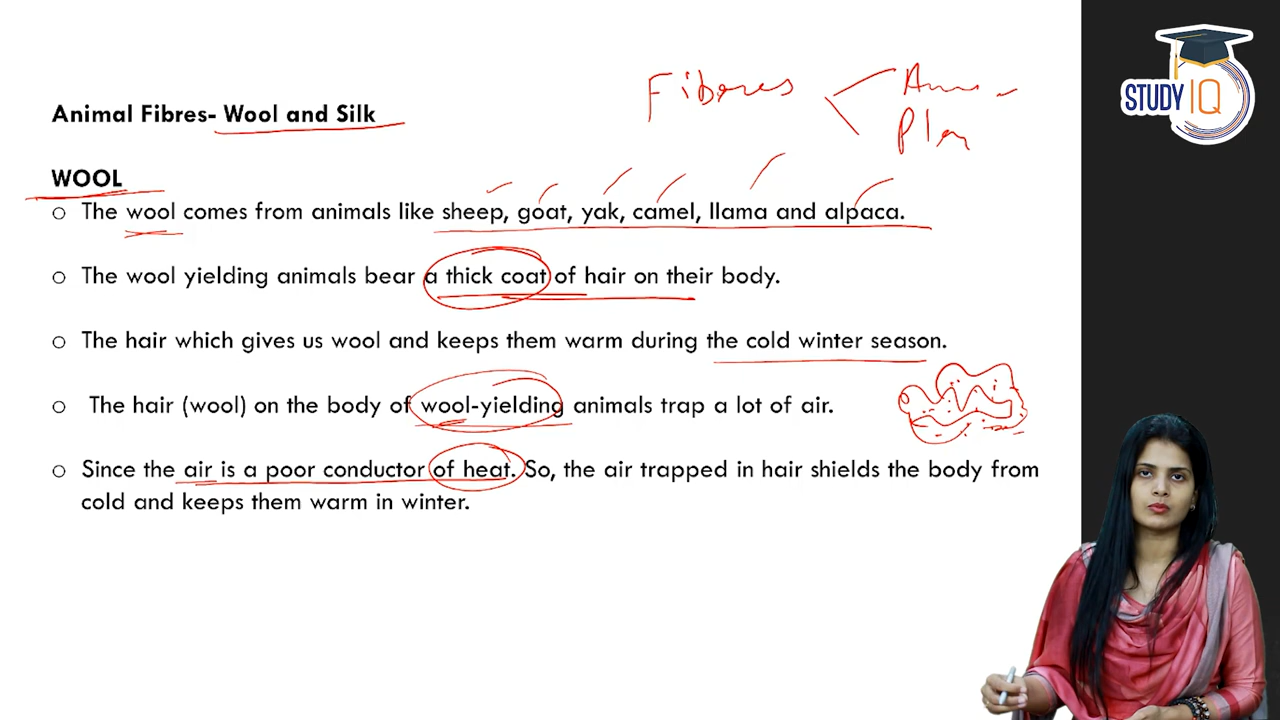 Fibres
STUDY IQ
Animal Fibres- Wool and Silk
WOOL
The wool comes from animals like sheep, goat, yak, camel, llama and alpaca.
The wool yielding animals bear a thick coat of hair on their body.
The hair which gives us wool and keeps them warm during the cold winter season.
The hair (wool) on the body of wool-yielding animals trap a lot of air.
Since the air is a poor conductor of heat. So, the air trapped in hair shields the body from
cold and keeps them warm in winter.